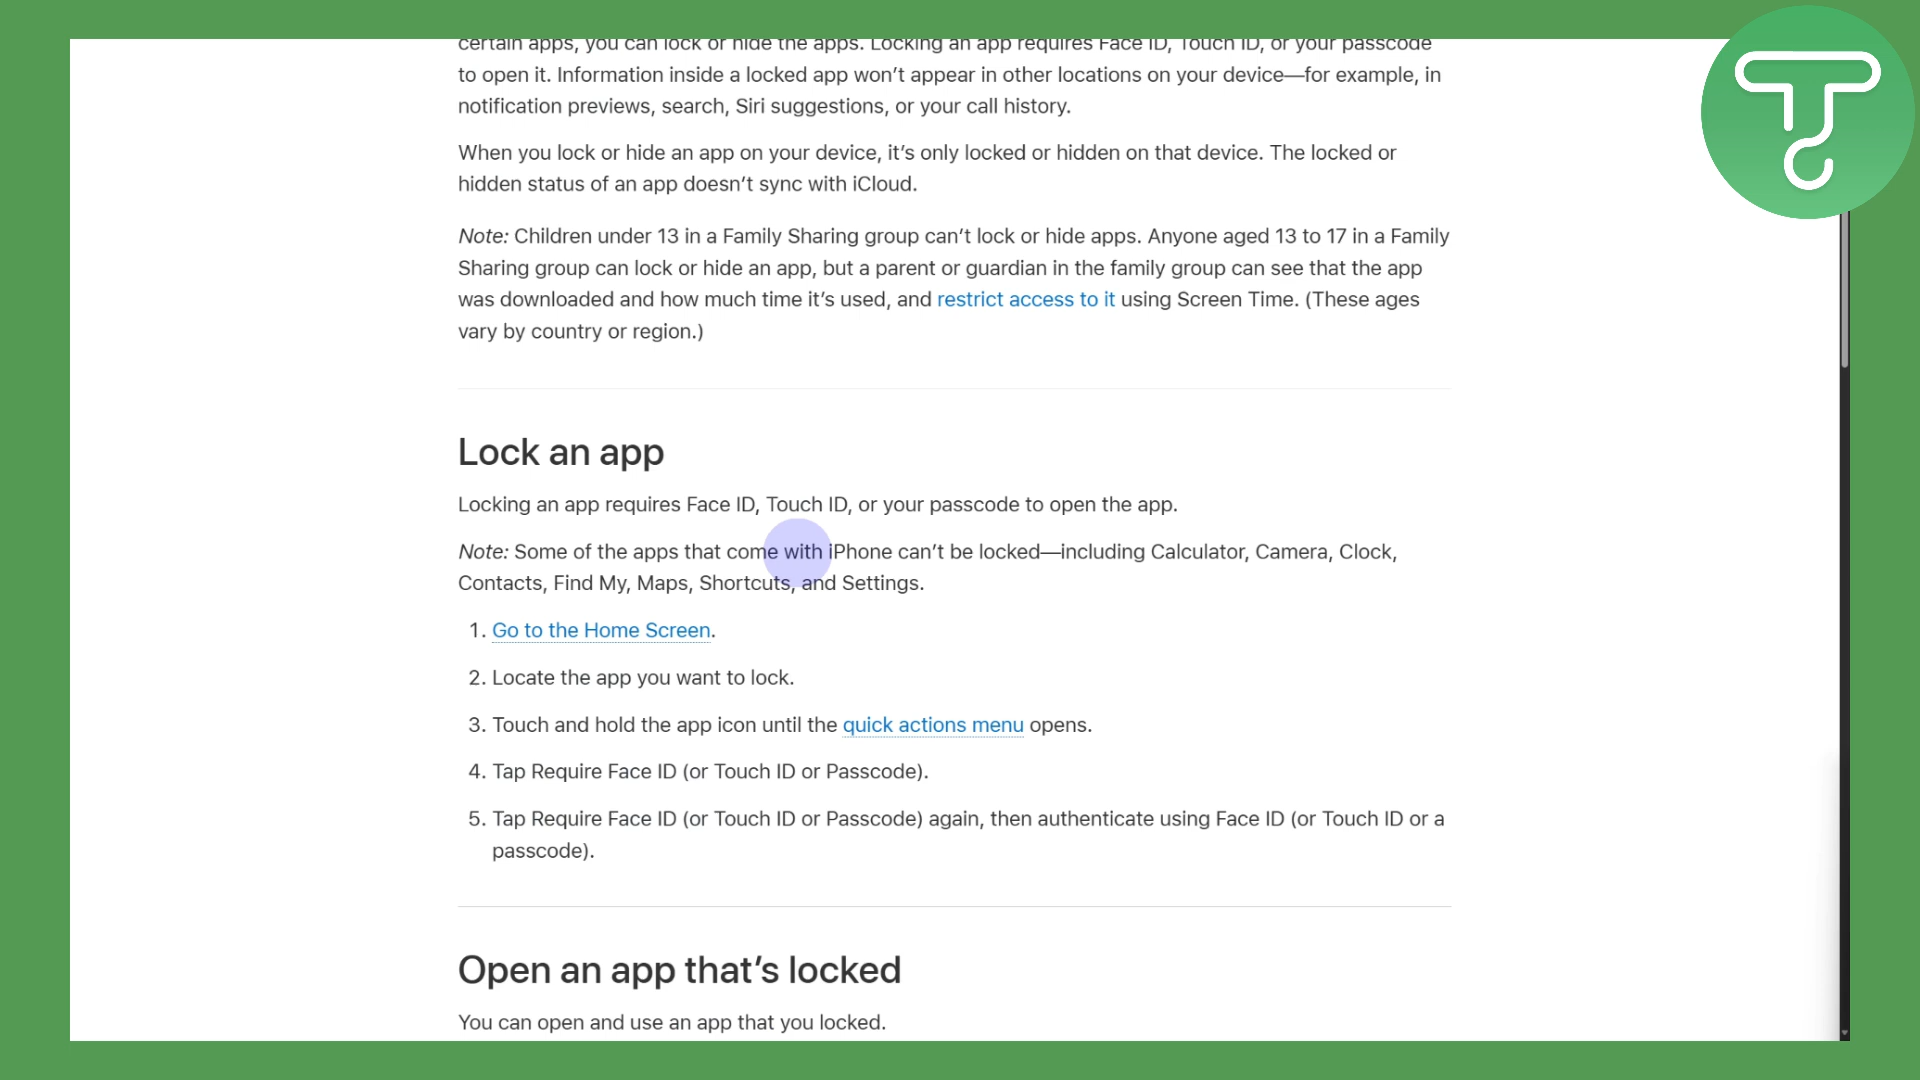 certain apps, you can lock or hide the apps. Locking an app requires Face ID, Touch ID, or your passcode
to open it. Information inside a locked app won’t appear in other locations on your device—for example, in
notification previews, search, Siri suggestions, or your call history.
When you lock or hide an app on your device, it’s only locked or hidden on that device. The locked or
hidden status of an app doesn’t sync with iCloud.
Note: Children under 13 in a Family Sharing group can’t lock or hide apps. Anyone aged 13 to 17 in a Family
Sharing group can lock or hide an app, but a parent or guardian in the family group can see that the app
was downloaded and how much time it’s used, and restrict access to it using Screen Time. (These ages
vary by country or region.)
Lock an app
Locking an app requires Face ID, Touch ID, or your passcode to open the app.
Note: Some of the apps that come with iPhone can’t be locked—including Calculator, Camera, Clock,
Contacts, Find My, Maps, Shortcuts, and Settings.
1. Go to the Home Screen.
2. Locate the app you want to lock.
3. Touch and hold the app icon until the quick actions menu opens.
4. Tap Require Face ID (or Touch ID or Passcode).
5. Tap Require Face ID (or Touch ID or Passcode) again, then authenticate using Face ID (or Touch ID or a
passcode).
Open an app that’s locked
You can open and use an app that you locked.